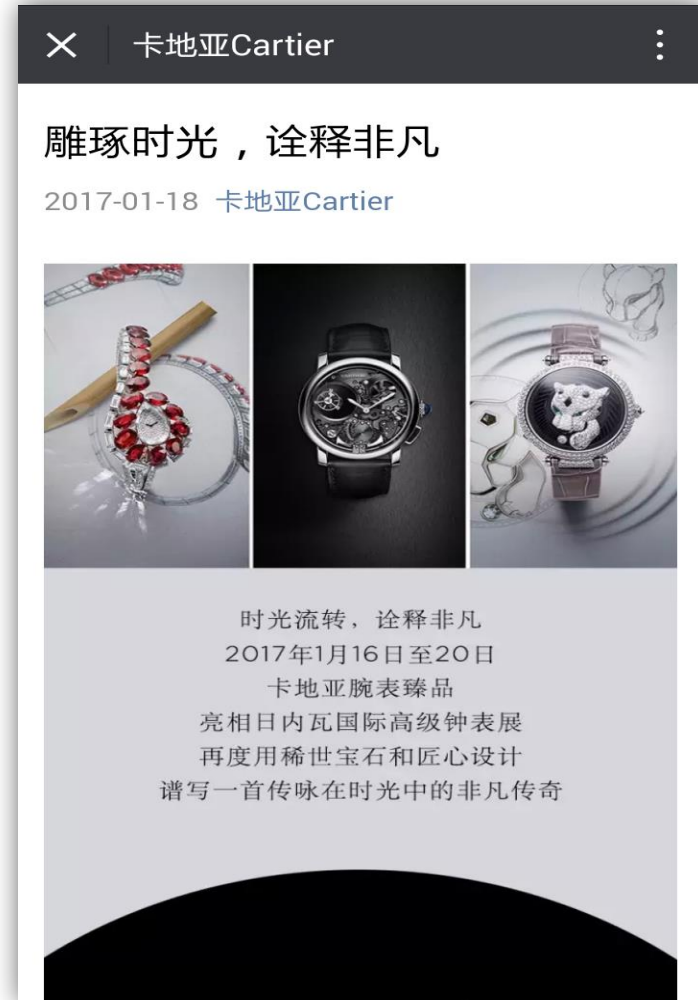 卡地亚Cartier
雕琢时光，诠释非凡
2017-01-18 卡地亚Cartier
时光流转，诠释非凡
2017年1月16日至20日
卡地亚腕表臻品
亮相日内瓦国际高级钟表展
再度用稀世宝石和匠心设计
谱写一首传咏在时光中的非凡传奇